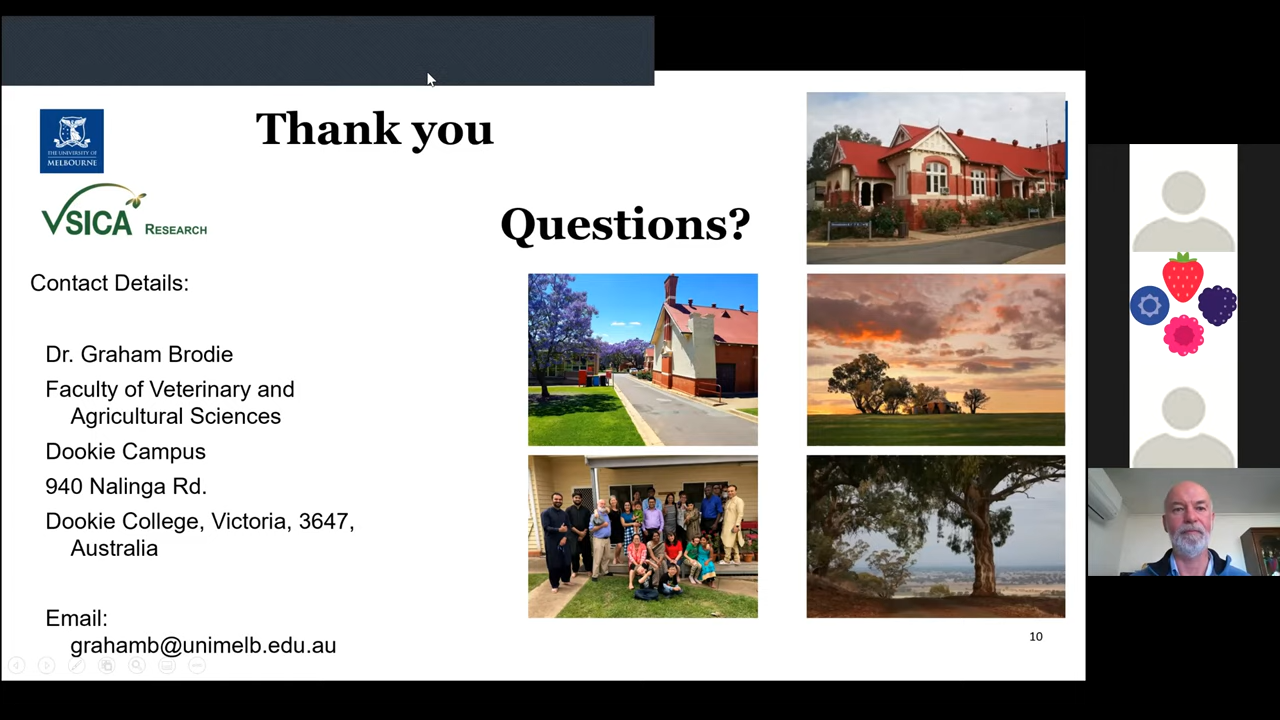 Thank you
THE UNIVERSITY OF
MELBOURNE
VSICA RESEARCH
Questions?
Contact Details:
Dr. Graham Brodie
Faculty of Veterinary and
Agricultural Sciences
Dookie Campus
940 Nalinga Rd.
Dookie College, Victoria, 3647,
Australia
Email:
grahamb@unimelb.edu.au
10